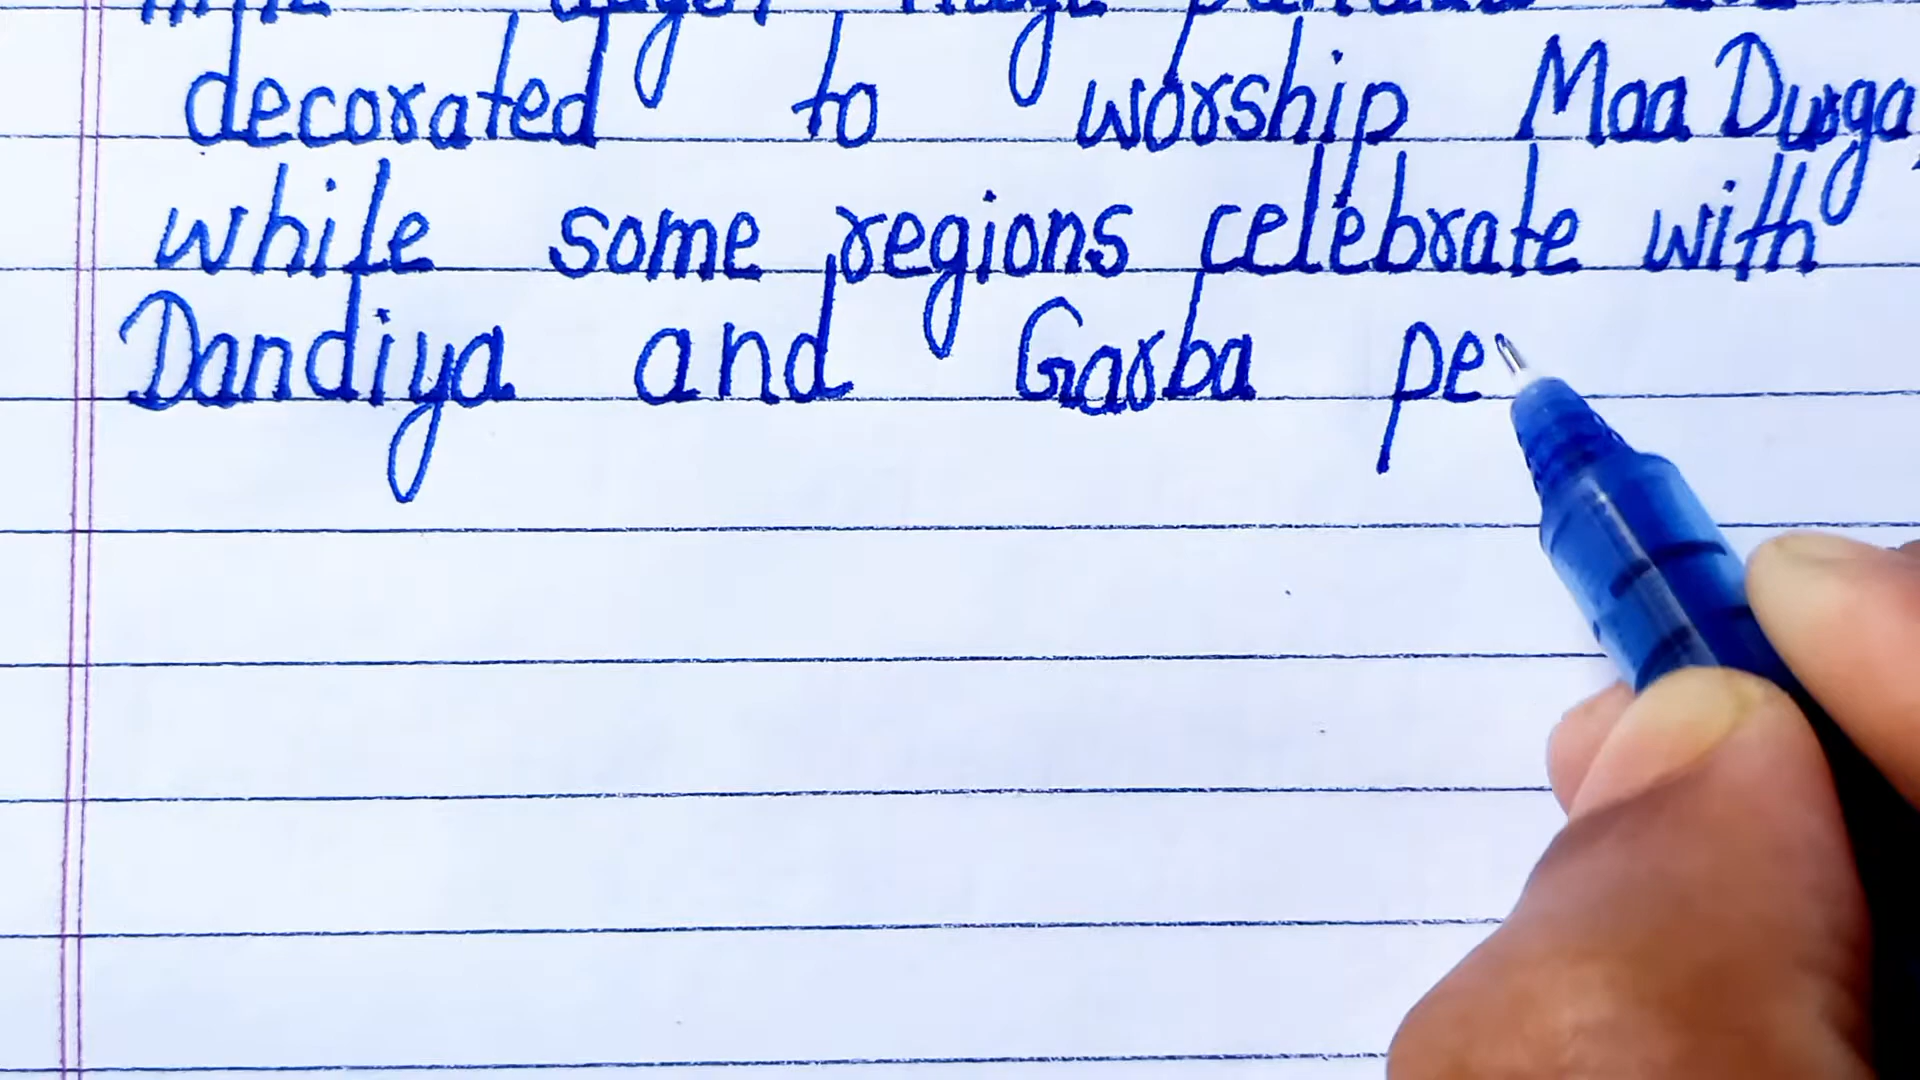 decorated to worship Maa Durga,
while some regions celebrate with
Dandiya and Garba pe